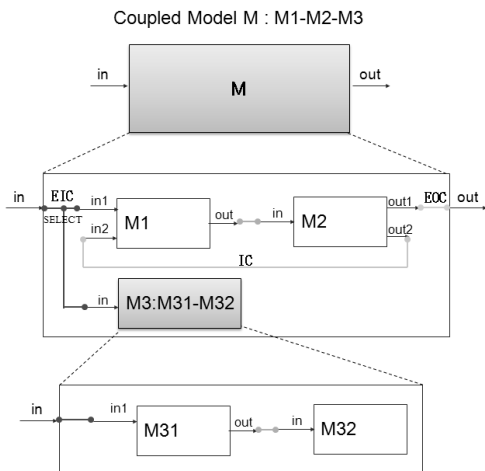 Coupled Model M : M1-M2-M3
in
M
out
in
EIC
SELECT
in1
in2
M1
out
in
M2
out1
out2
EOC
out
IC
in
M3:M31-M32
in
in1
M31
out
in
M32